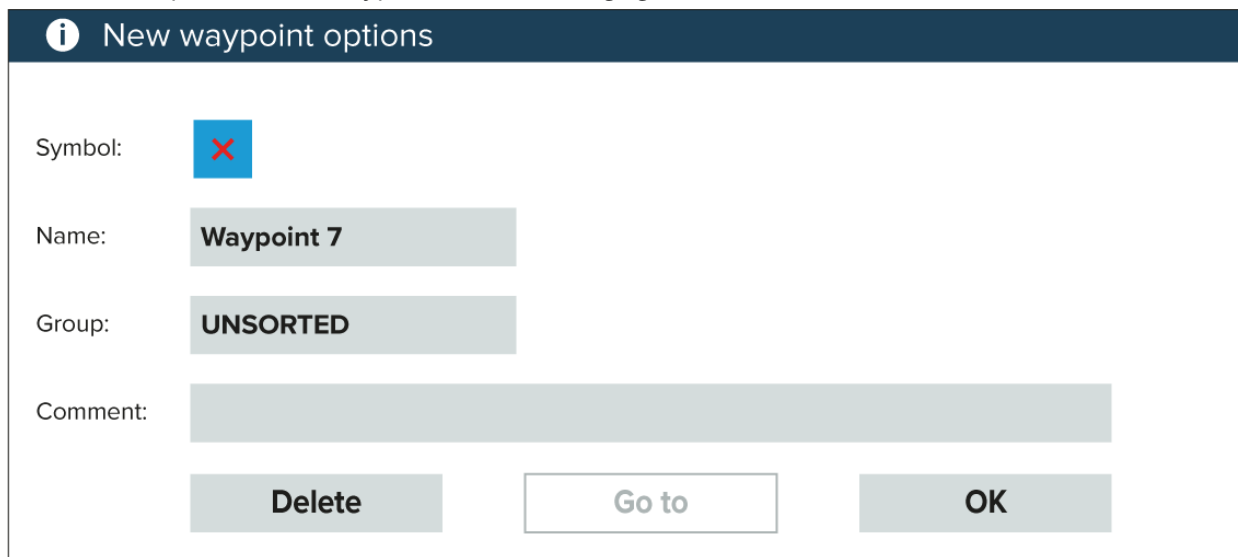 New waypoint options
Symbol:
Name: Waypoint 7
Group: UNSORTED
Comment:
Delete Go to OK